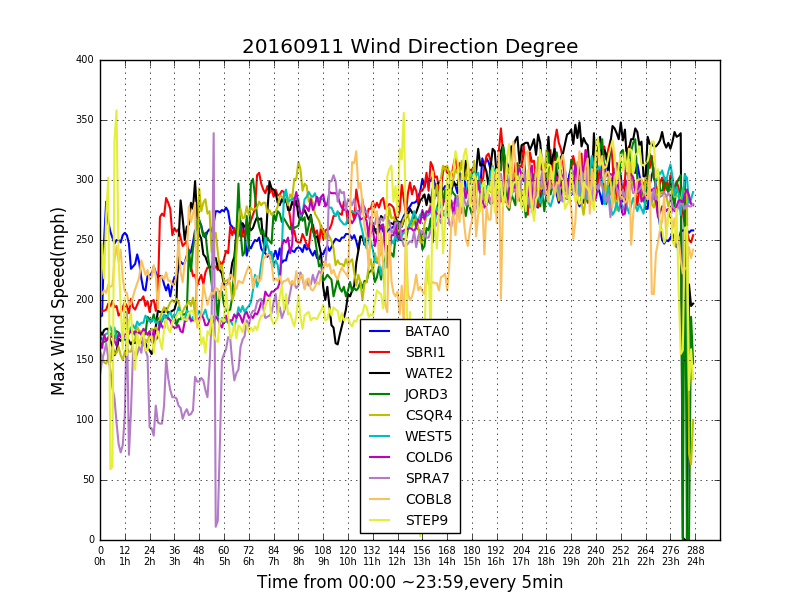 20160911 Wind Direction Degree
Max Wind Speed(mph)
400
350
300
250
200
150
100
50
0
BATA0
SBRI1
WATE2
JORD3
CSQR4
WEST5
COLD6
SPRA7
COBL8
STEP9
0 12 24 36 48 60 72 84 96 108 120 132 144 156 168 180 192 204 216 228 240 252 264 276 288
0h 1h 2h 3h 4h 5h 6h 7h 8h 9h 10h 11h 12h 13h 14h 15h 16h 17h 18h 19h 20h 21h 22h 23h 24h
Time from 00:00 ~23:59,every 5min